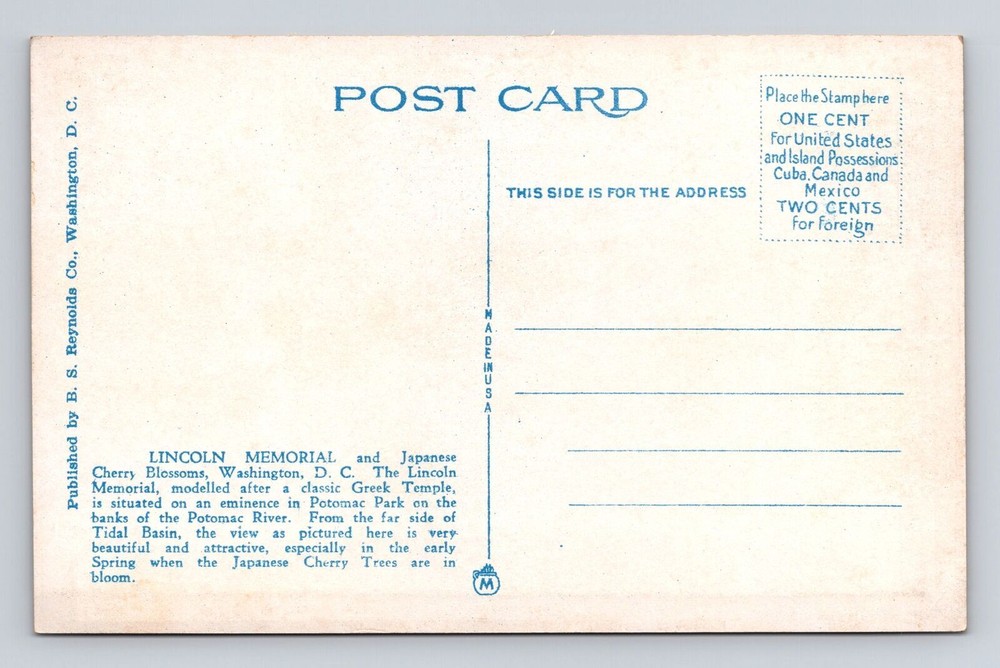 POST CARD
Place the Stamp here
ONE CENT
For United States
and Island Possessions
Cuba, Canada and
Mexico
TWO CENTS
for Foreign
THIS SIDE IS FOR THE ADDRESS
Published by B. S. Reynolds Co., Washington, D. C.
MADE IN USA
LINCOLN MEMORIAL and Japanese
Cherry Blossoms, Washington, D. C. The Lincoln
Memorial, modelled after a classic Greek Temple,
is situated on an eminence in Potomac Park on the
banks of the Potomac River. From the far side of
Tidal Basin, the view as pictured here is very
beautiful and attractive, especially in the early
Spring when the Japanese Cherry Trees are in
bloom.
M